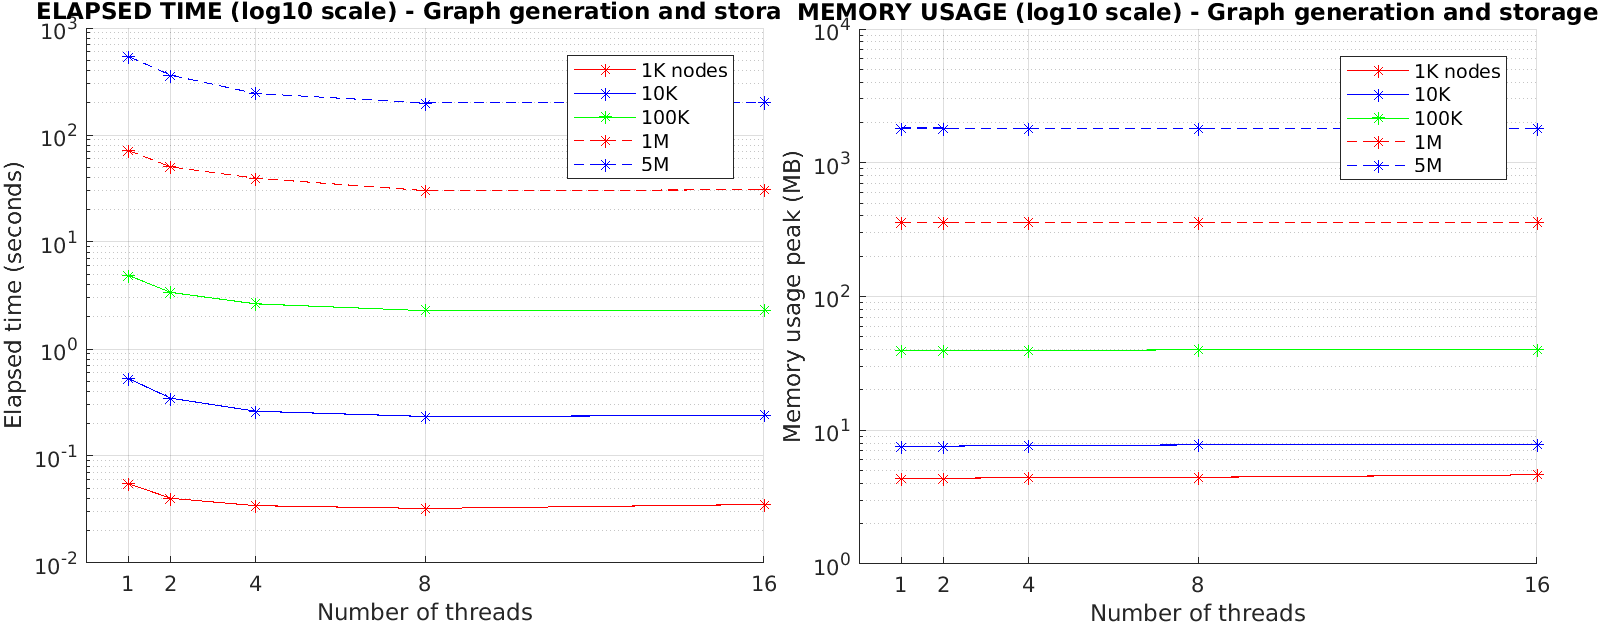 ELAPSED TIME (log10 scale) - Graph generation and stora
10^3
10^2
10^1
10^0
10^-1
10^-2
Elapsed time (seconds)
1K nodes
10K
100K
1M
5M
1 2 4 8 16
Number of threads
MEMORY USAGE (log10 scale) - Graph generation and storage
10^4
10^3
10^2
10^1
10^0
Memory usage peak (MB)
1K nodes
10K
100K
1M
5M
1 2 4 8 16
Number of threads